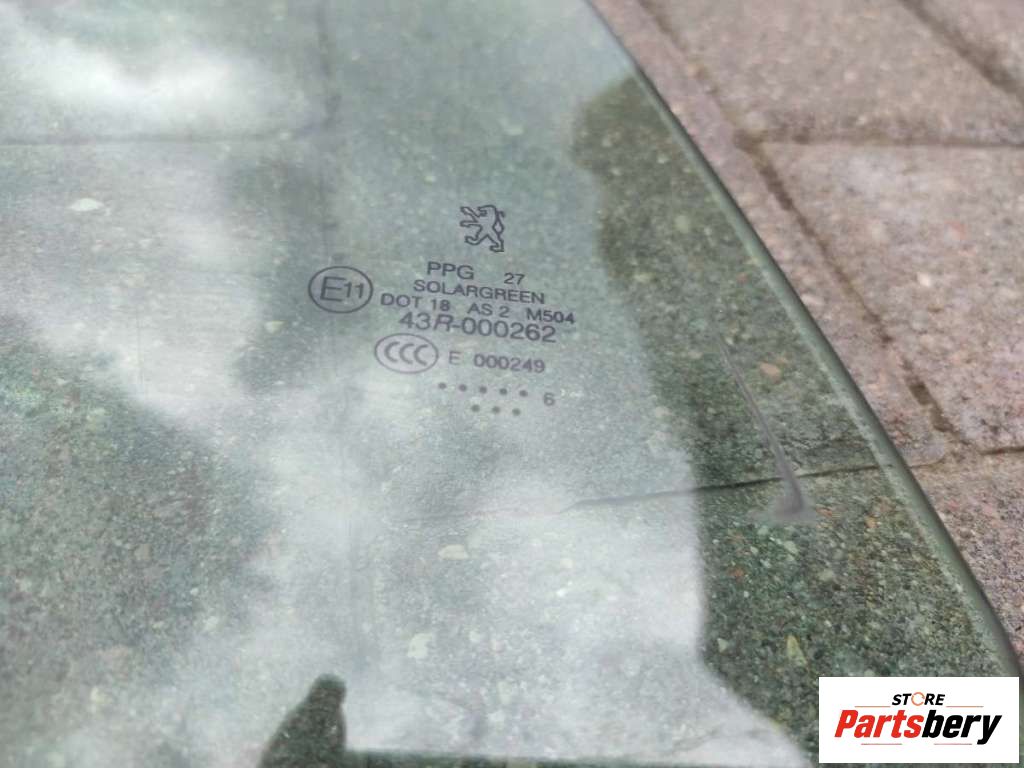 PPG 27
SOLARGREEN
E11
DOT 18 AS 2 M504
43R-000262
CCC E 000249
6
STORE
Partsbery